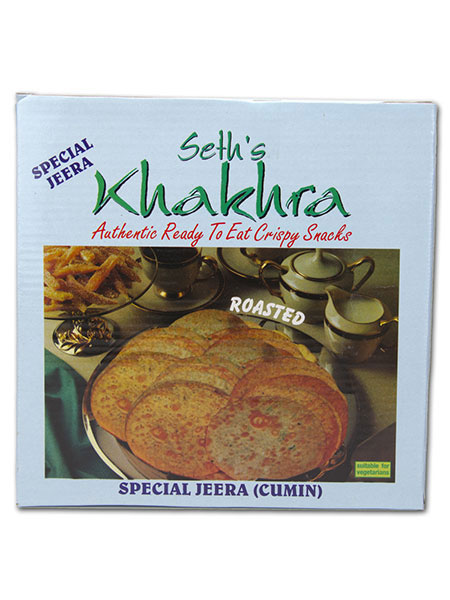 SPECIAL
JEERA
Seth's
Khakhra
Authentic Ready To Eat Crispy Snacks
ROASTED
suitable for
vegetarians
SPECIAL JEERA (CUMIN)